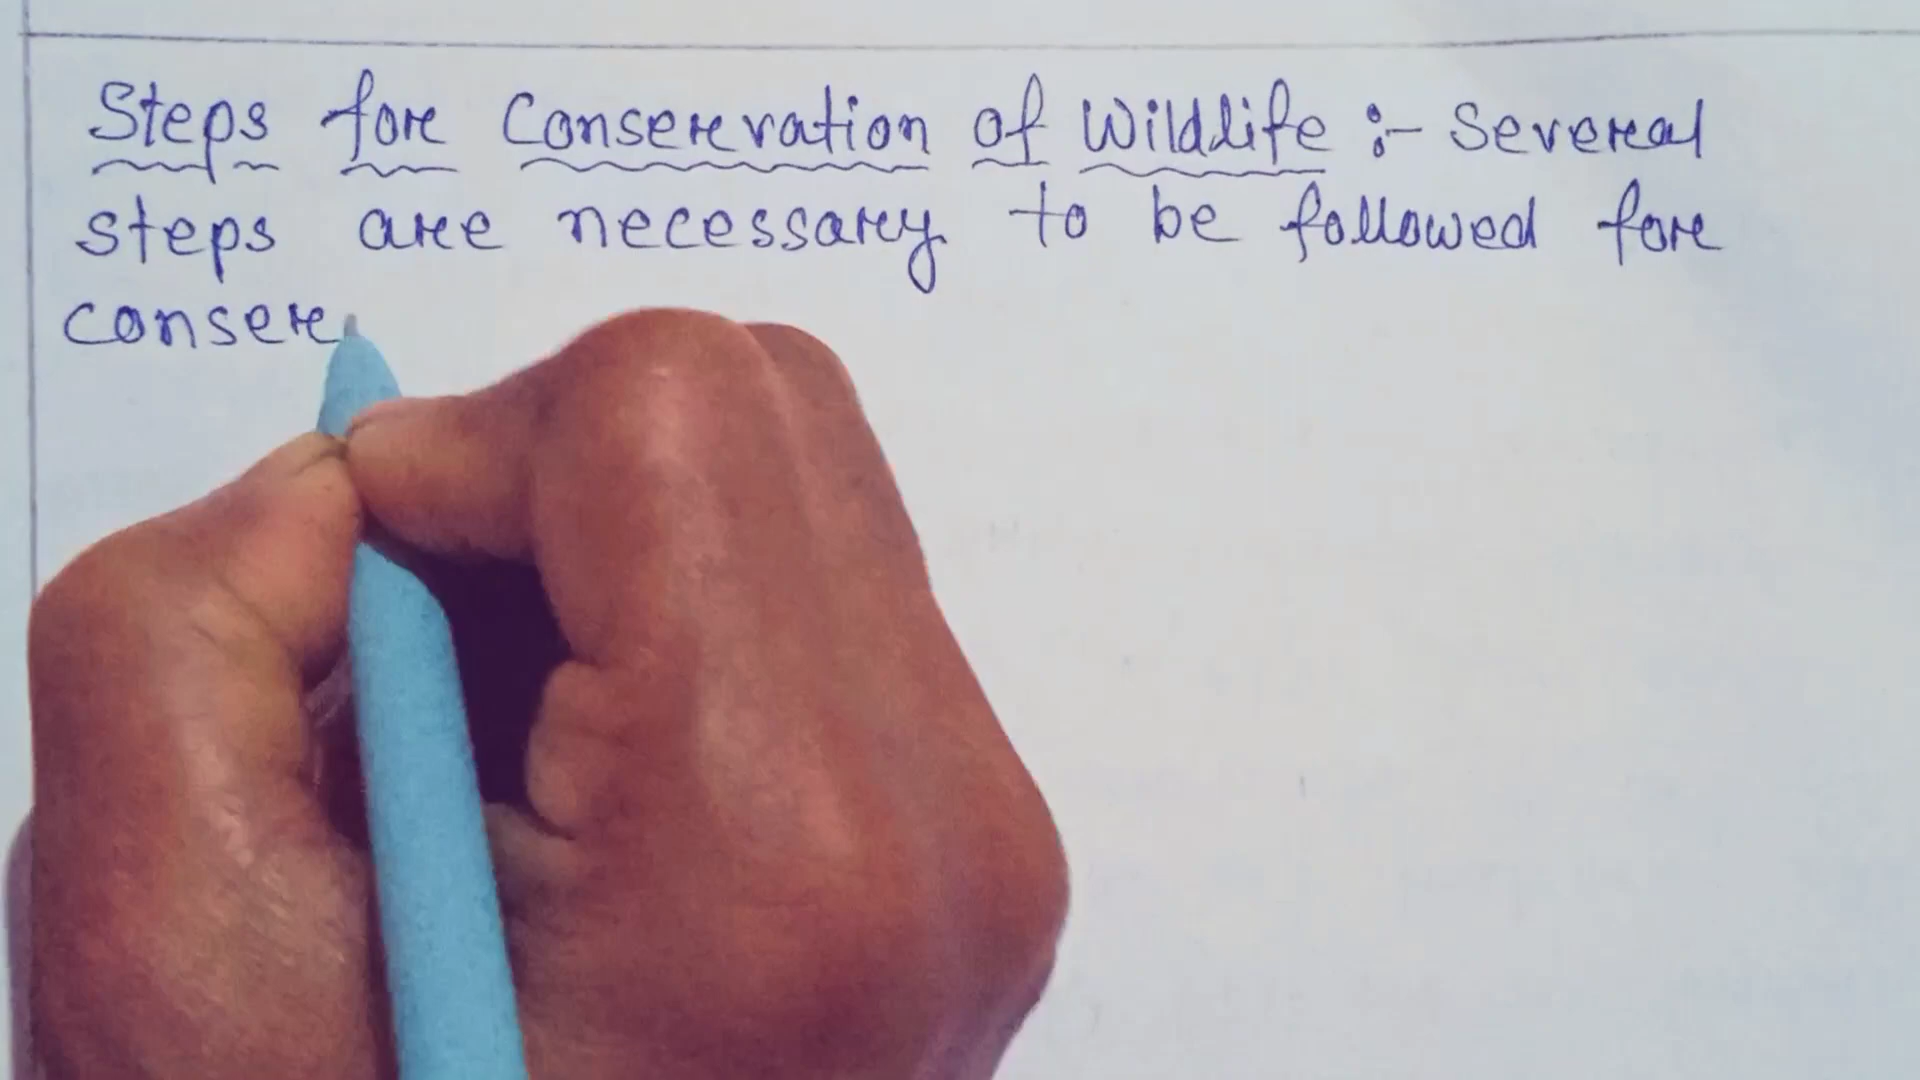 Steps for Conservation of Wildlife :- Several
steps are necessary to be followed for
conser